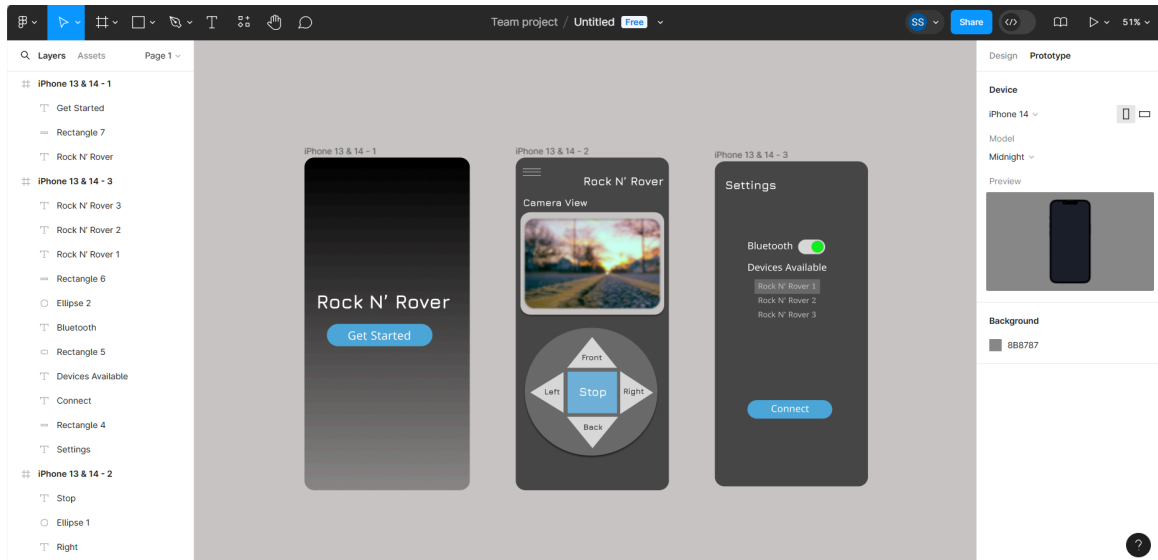 Team project / Untitled Free
SS
Share
51%
Layers Assets Page 1
iPhone 13 & 14 - 1
Get Started
Rectangle 7
Rock N' Rover
iPhone 13 & 14 - 3
Rock N' Rover 3
Rock N' Rover 2
Rock N' Rover 1
Rectangle 6
Ellipse 2
Bluetooth
Rectangle 5
Devices Available
Connect
Rectangle 4
Settings
iPhone 13 & 14 - 2
Stop
Ellipse 1
Right
iPhone 13 & 14 - 1
Rock N' Rover
Get Started
iPhone 13 & 14 - 2
Rock N' Rover
Camera View
Front
Left Stop Right
Back
iPhone 13 & 14 - 3
Settings
Bluetooth
Devices Available
Rock N' Rover 1
Rock N' Rover 2
Rock N' Rover 3
Connect
Design Prototype
Device
iPhone 14
Model
Midnight
Preview
Background
8B8787
?